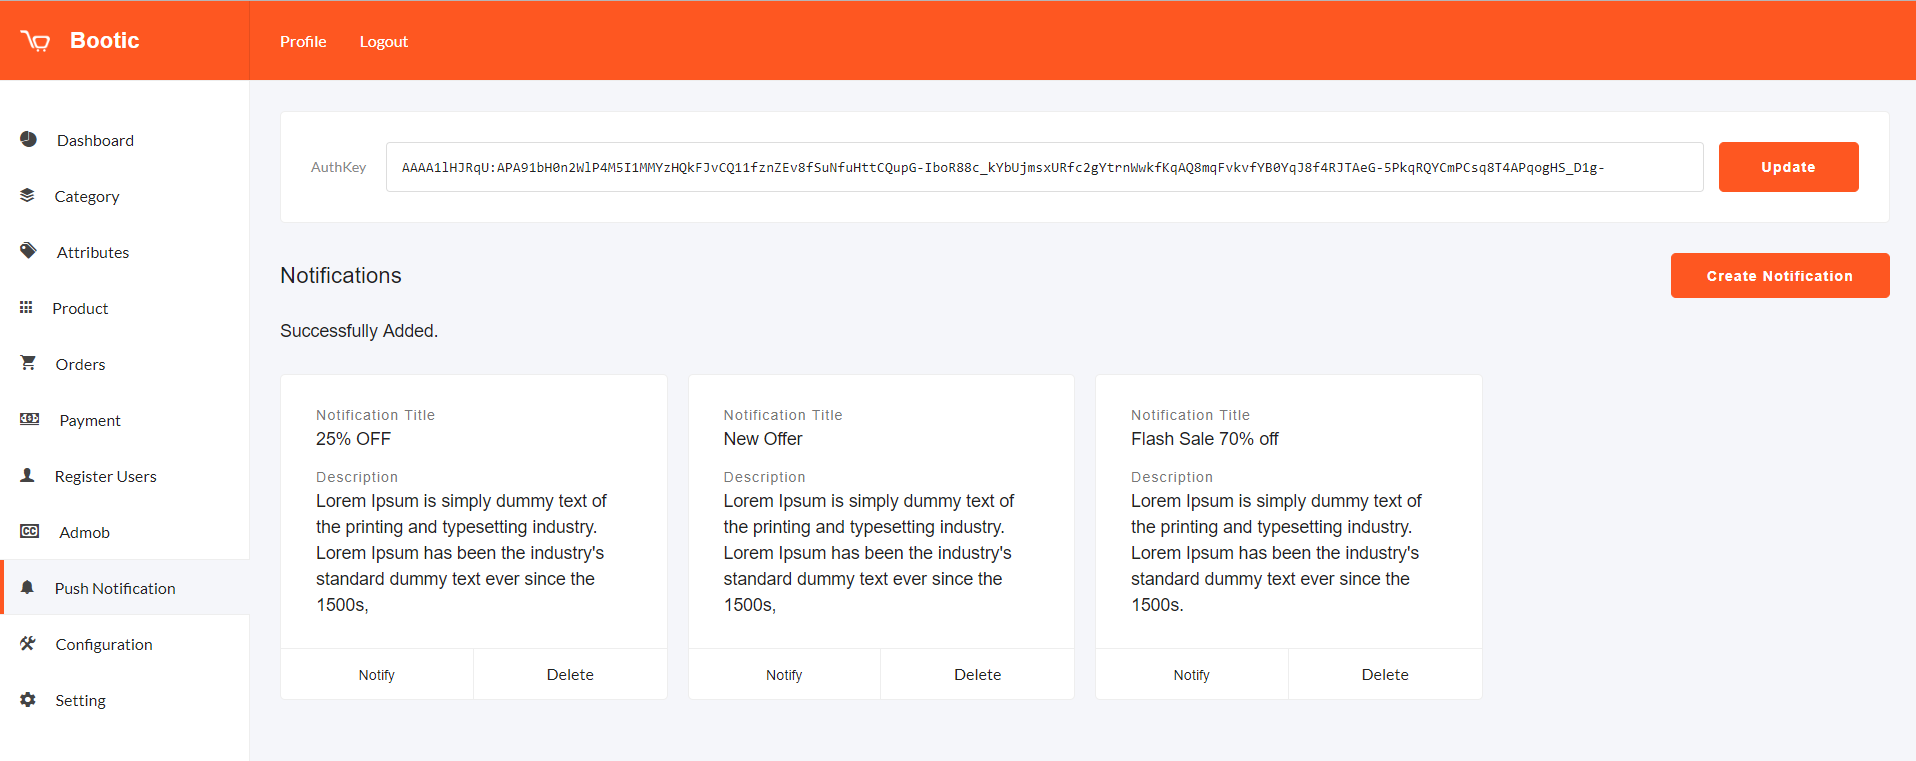 Bootic
Profile
Logout
Dashboard
Category
Attributes
Product
Orders
Payment
Register Users
Admob
Push Notification
Configuration
Setting
AuthKey
AAAA1lHJRqU:APA91bH0n2WlP4M5I1MMYzHQkFJvCQ11fznZEv8fSuNfuHttCQupG-IboR88c_kYbUjmsxURfc2gYtrnWwkfKqAQ8mqFvkvfYB0YqJ8f4RJTAeG-5PkqRQYCmPCsq8T4APqogHS_D1g-
Update
Notifications
Create Notification
Successfully Added.
Notification Title
25% OFF
Description
Lorem Ipsum is simply dummy text of
the printing and typesetting industry.
Lorem Ipsum has been the industry's
standard dummy text ever since the
1500s,
Notify
Delete
Notification Title
New Offer
Description
Lorem Ipsum is simply dummy text of
the printing and typesetting industry.
Lorem Ipsum has been the industry's
standard dummy text ever since the
1500s,
Notify
Delete
Notification Title
Flash Sale 70% off
Description
Lorem Ipsum is simply dummy text of
the printing and typesetting industry.
Lorem Ipsum has been the industry's
standard dummy text ever since the
1500s.
Notify
Delete